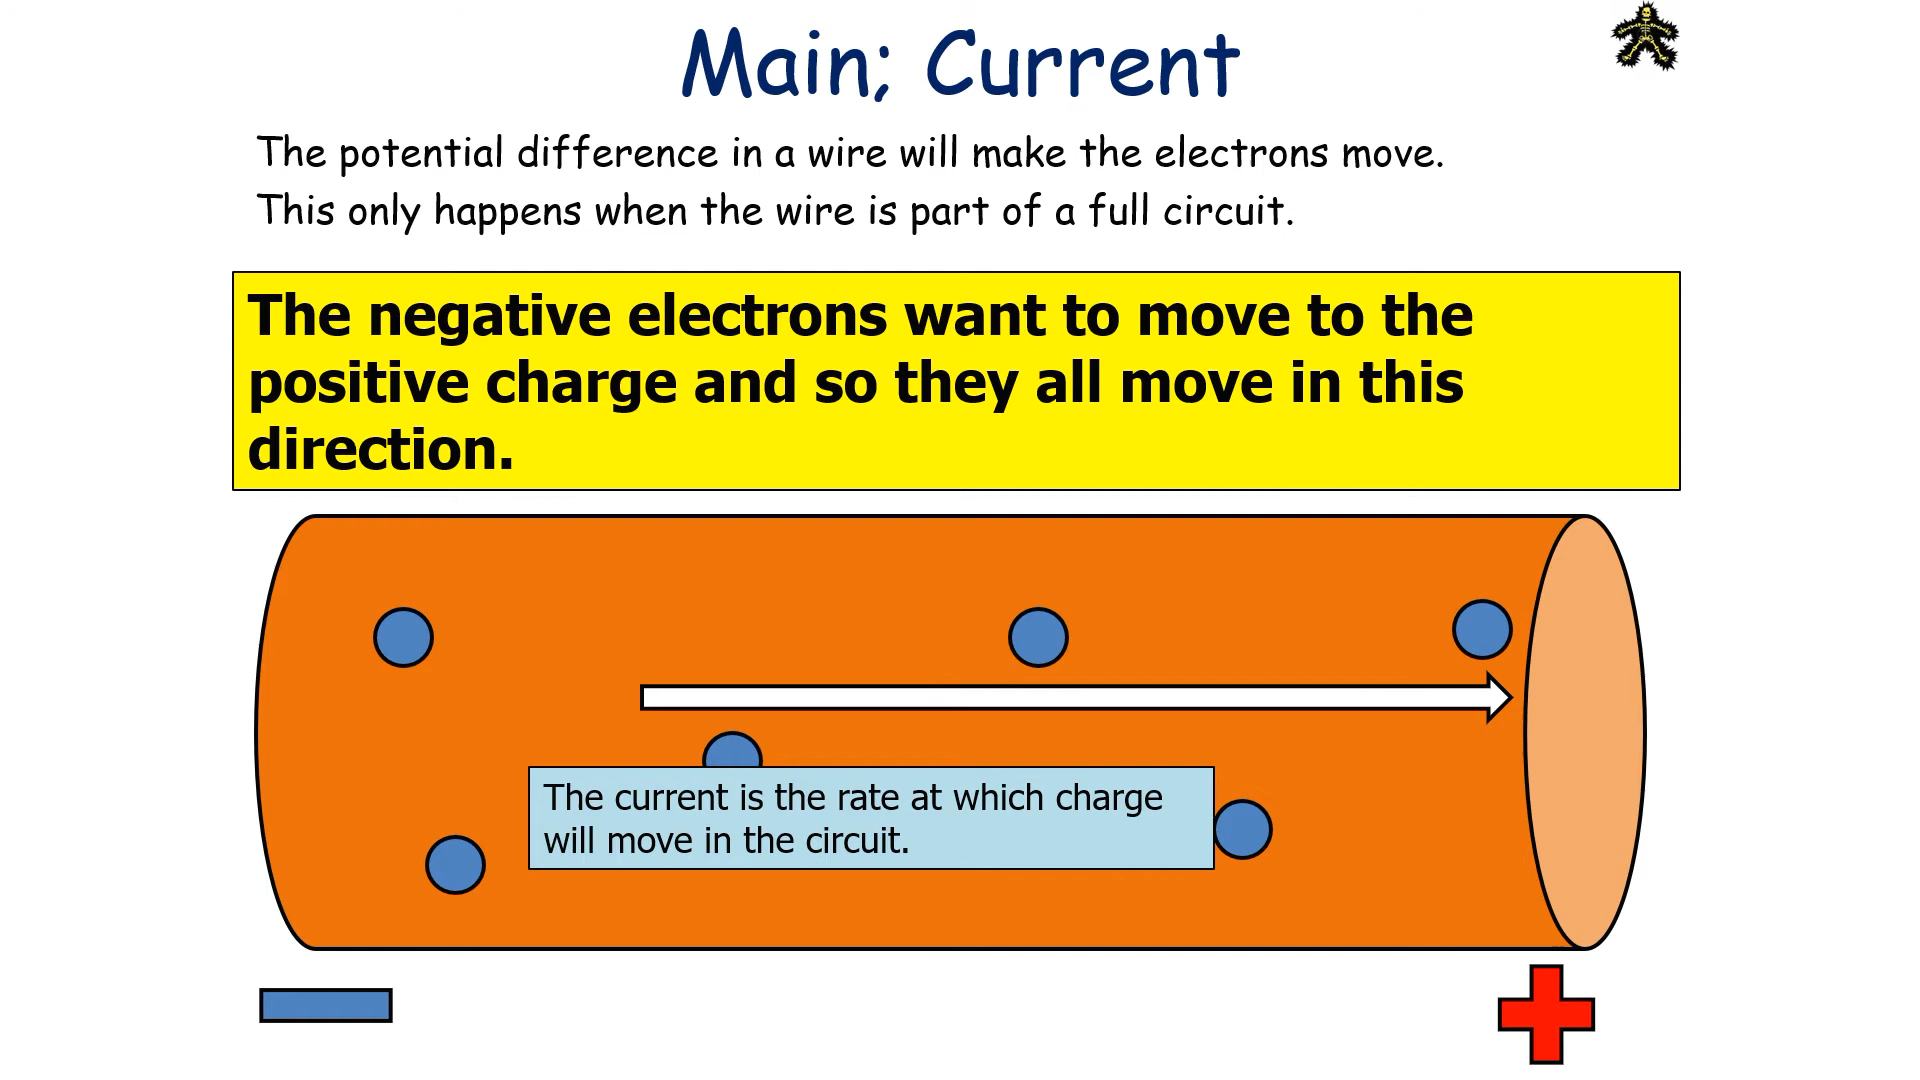 Main; Current
The potential difference in a wire will make the electrons move.
This only happens when the wire is part of a full circuit.
The negative electrons want to move to the
positive charge and so they all move in this
direction.
The current is the rate at which charge
will move in the circuit.